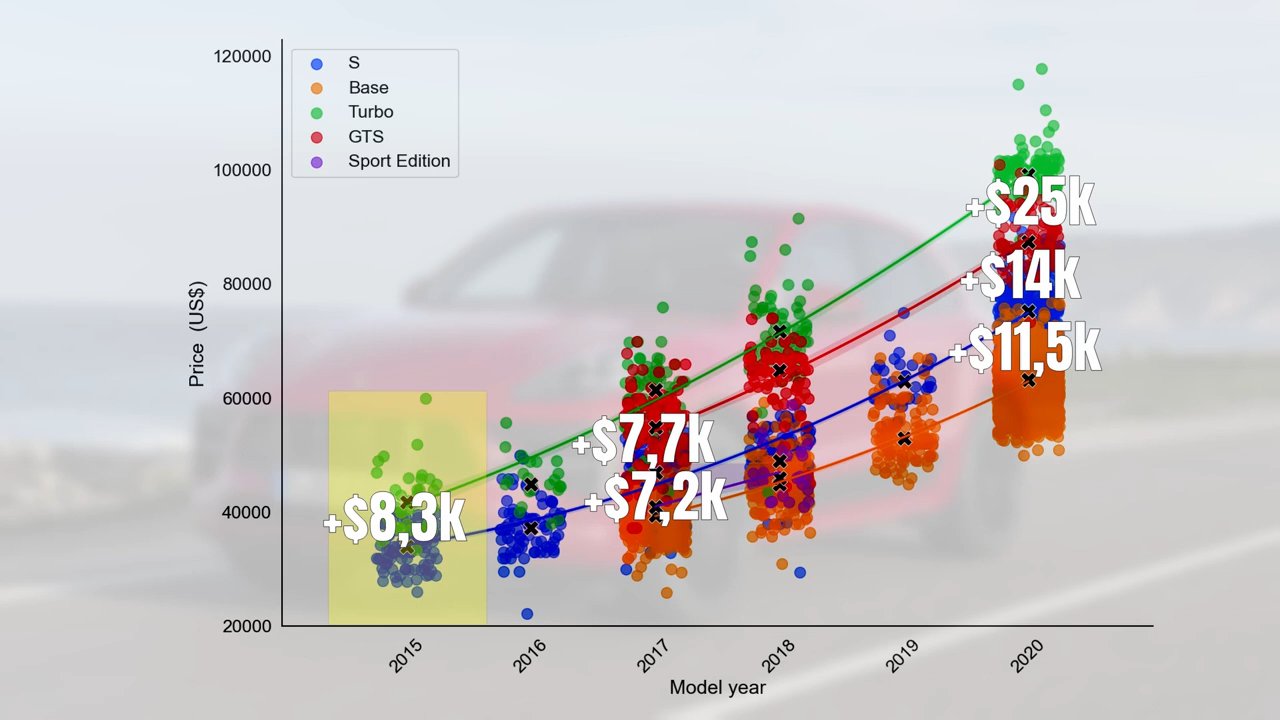 120000
100000
80000
60000
40000
20000
Price (US$)
S
Base
Turbo
GTS
Sport Edition
+$25k
+$14k
+$11,5k
+$7,7k
+$7,2k
+$8,3k
2015
2016
2017
2018
2019
2020
Model year